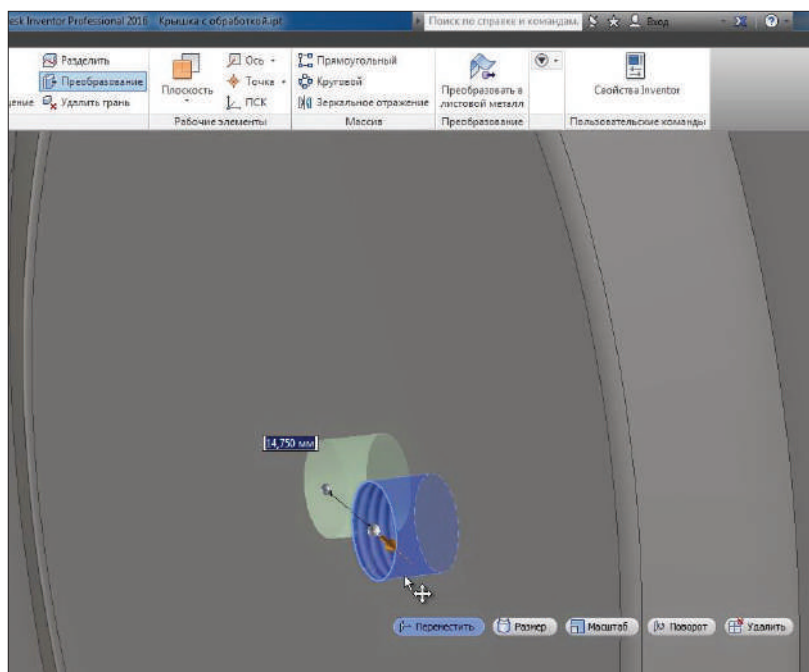 esk Inventor Professional 2016 Крышка с обработкой.ipt Поиск по справке и командам. Вход
Разделить Ось Прямоугольный
Преобразование Плоскость Точка Круговой Преобразовать в листовой металл Свойства Inventor
щение Удалить грань ПСК Зеркальное отражение
Рабочие элементы Массив Преобразование Пользовательские команды
14,750 мм
Переместить Размер Масштаб Поворот Удалить